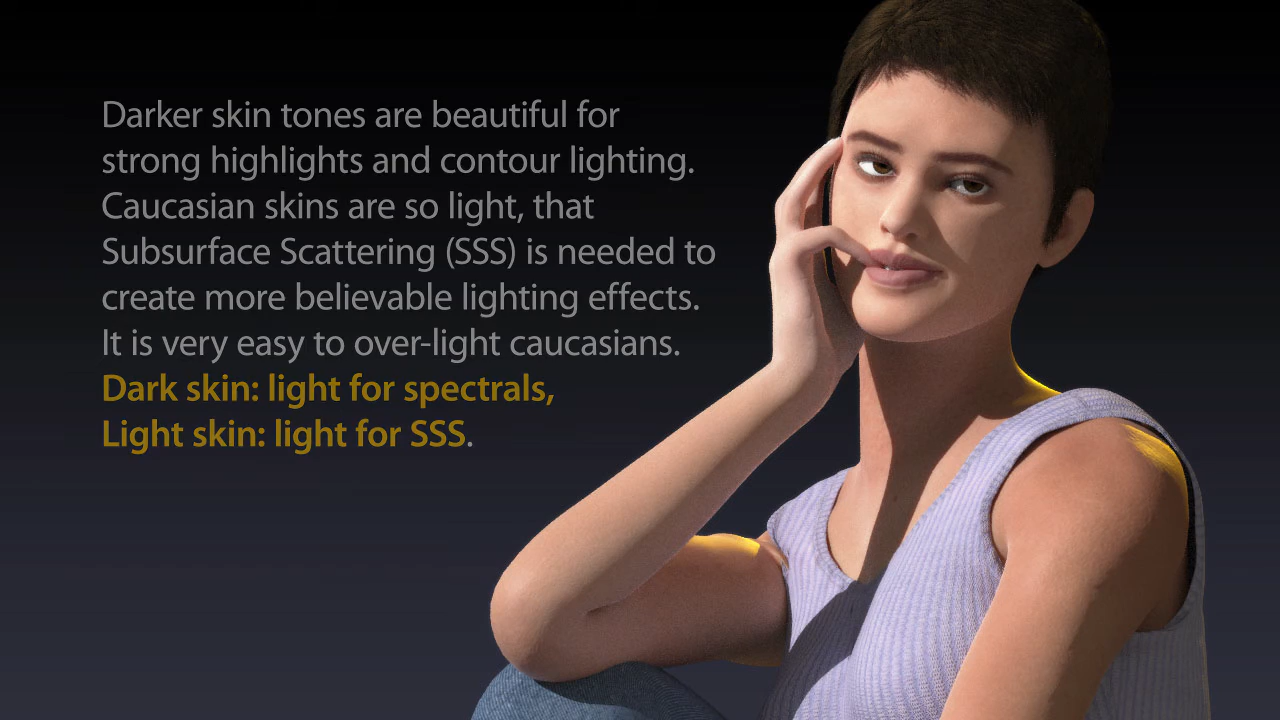 Darker skin tones are beautiful for
strong highlights and contour lighting.
Caucasian skins are so light, that
Subsurface Scattering (SSS) is needed to
create more believable lighting effects.
It is very easy to over-light caucasians.
Dark skin: light for spectrals,
Light skin: light for SSS.